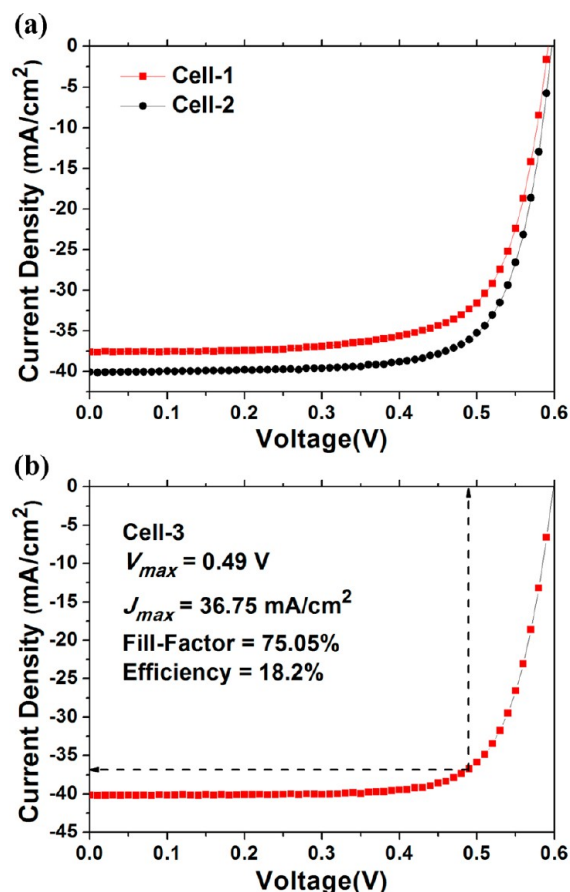 (a)
0
-5
-10
-15
-20
-25
-30
-35
-40
Current Density (mA/cm²)
Cell-1
Cell-2
0.0 0.1 0.2 0.3 0.4 0.5 0.6
Voltage(V)
(b)
0
-5
-10
-15
-20
-25
-30
-35
-40
-45
Current Density (mA/cm²)
Cell-3
Vmax = 0.49 V
Jmax = 36.75 mA/cm²
Fill-Factor = 75.05%
Efficiency = 18.2%
0.0 0.1 0.2 0.3 0.4 0.5 0.6
Voltage(V)